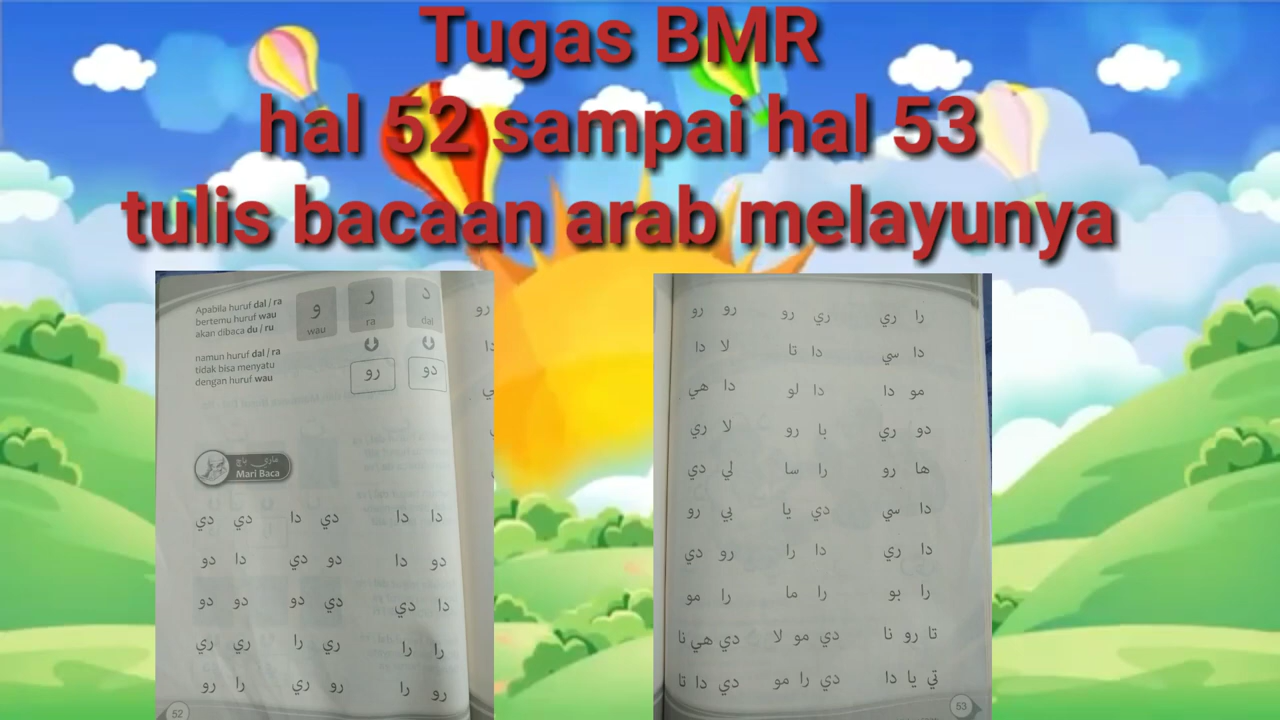 Tugas BMR
hal 52 sampai hal 53
tulis bacaan arab melayunya
Apabila huruf dal / ra
bertemu huruf wau
akan dibaca du / ru
namun huruf dal / ra
tidak bisa menyatu
dengan huruf wau
د ر و
dal ra wau
دو رو
ماري باچ
Mari Baca
دا دا دي دا دي دي
دو دا دو دي دا دو
دا دي دي دو دو دو
را را ري را ري ري
رو را رو ري را رو
52
را ري ري رو رو رو
دا سي دا تا لا دا
مو دا دا لو دا هي
دو ري با رو لا ري
ها رو را سا لي دي
دا سي دي يا بي رو
دا ري دا را رو دي
را بو را ما را مو
تا رو نا دي مو لا دي هي نا
تي يا دا دي را مو دي دا تا
53